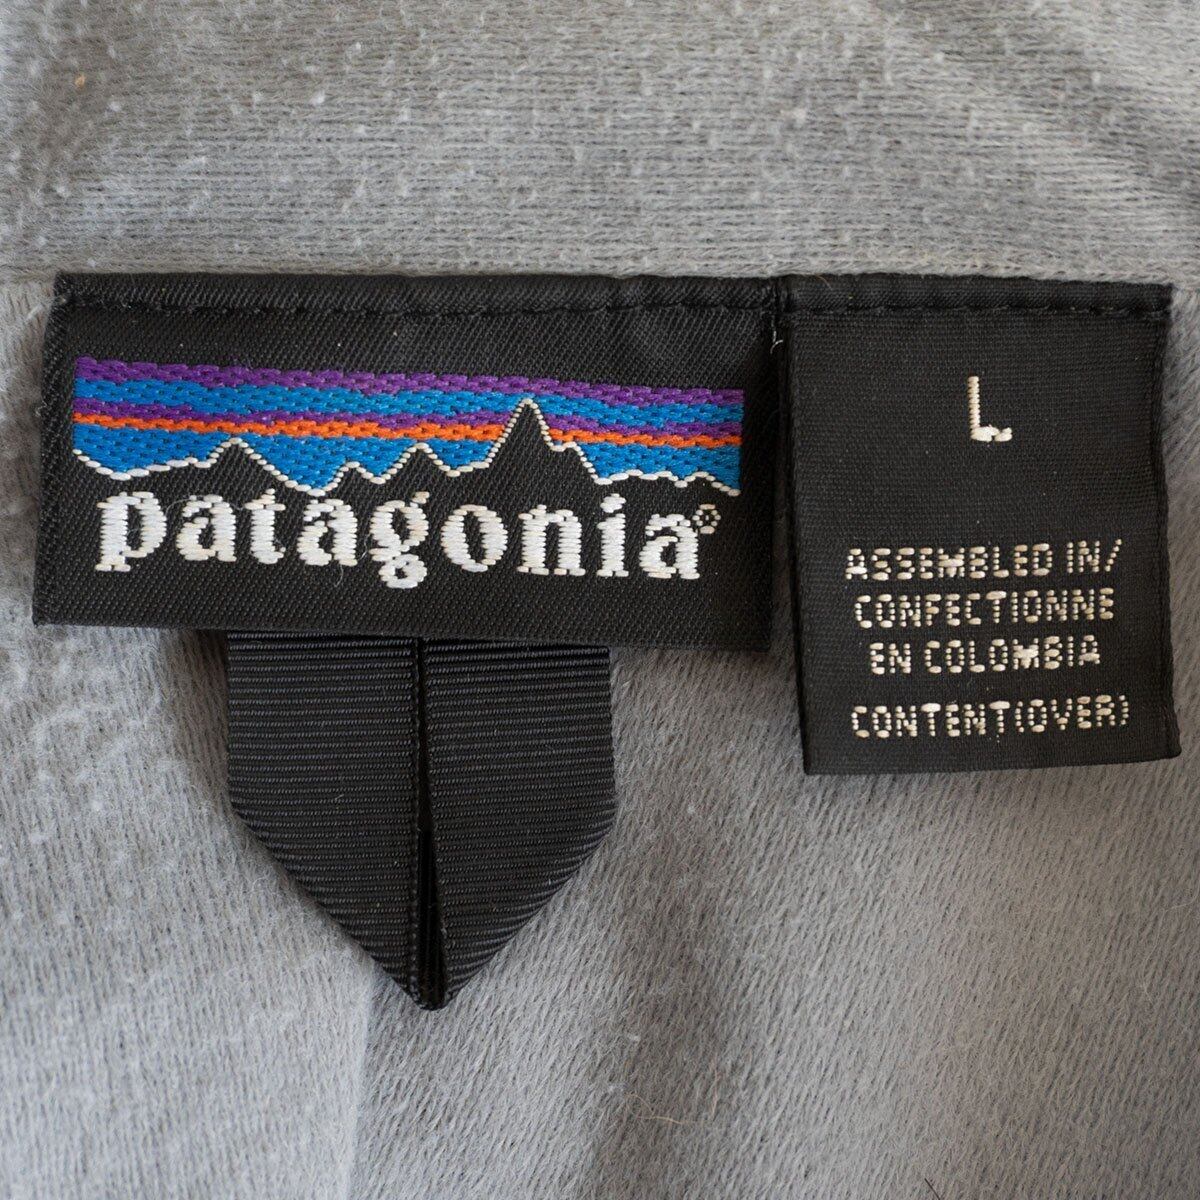 patagonia®
L
ASSEMBLED IN/
CONFECTIONNE
EN COLOMBIA
CONTENT(OVER)